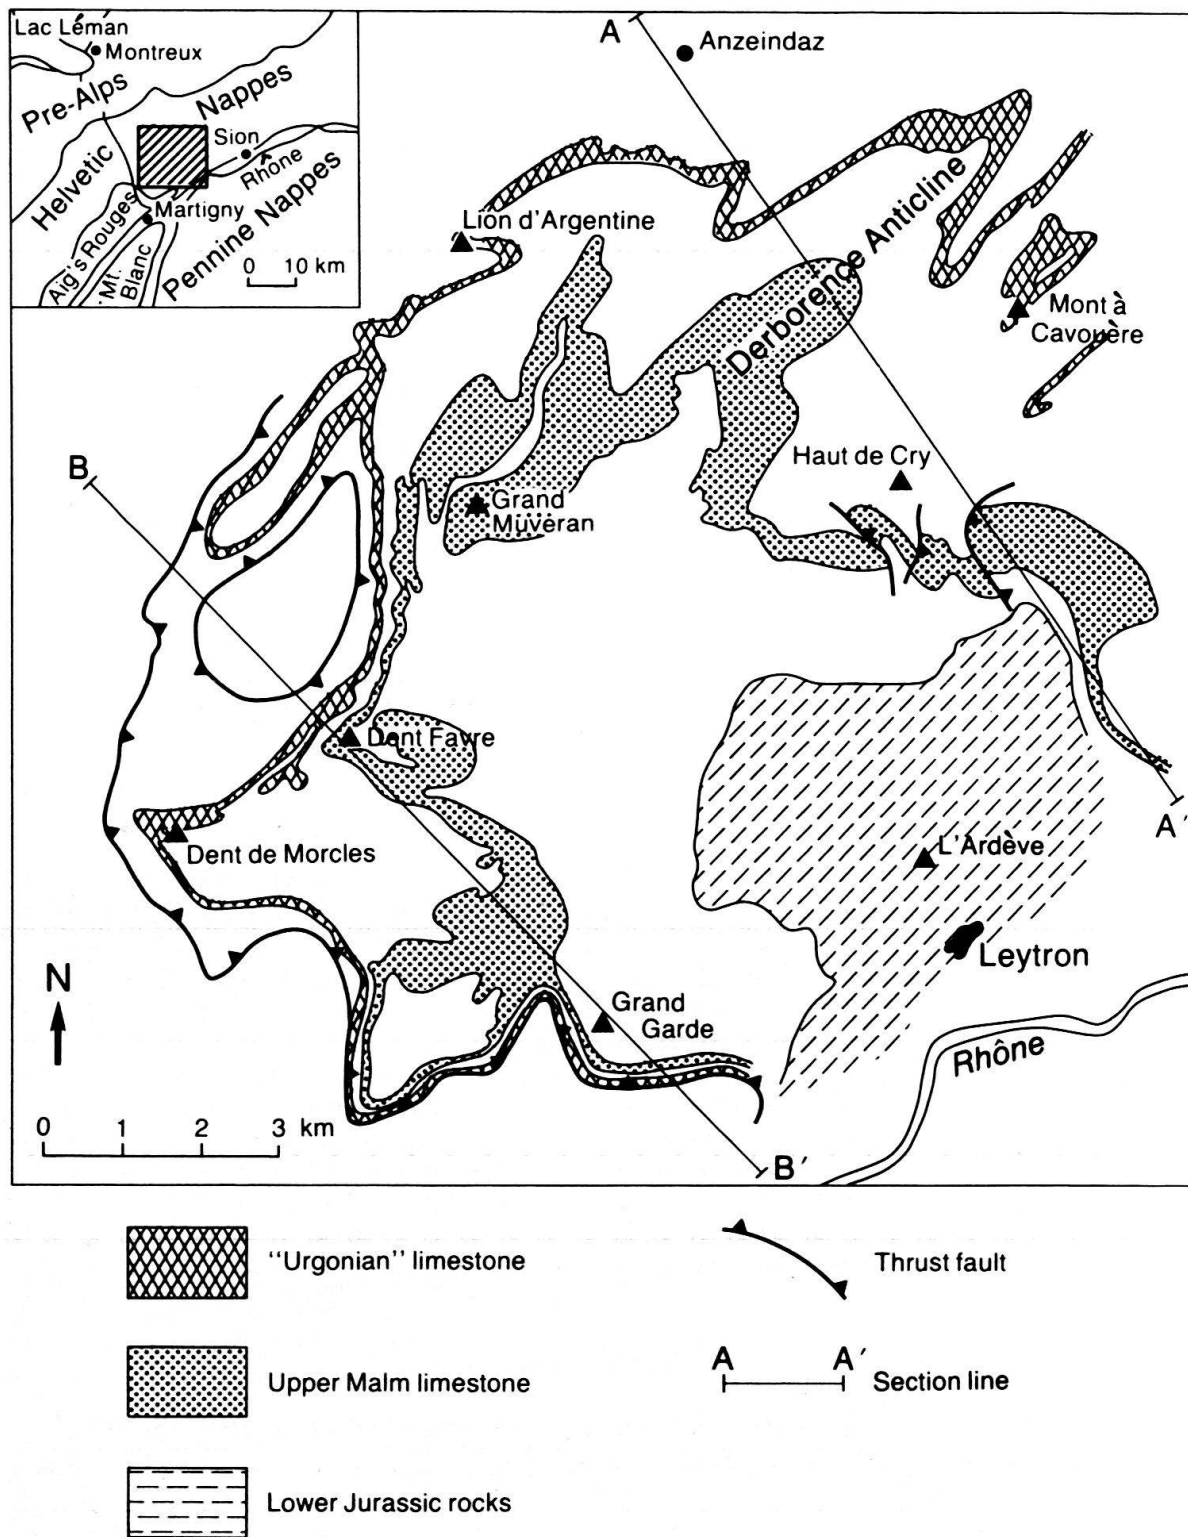 Lac Léman
Montreux
Pre-Alps
Nappes
Helvetic
Sion
Rhône
Martigny
Aig's Rouges
Mt.
Blanc
Pennine Nappes
0 10 km
A
Anzeindaz
Lion d'Argentine
Derborence Anticline
Mont à
Cavouère
B
Haut de Cry
Grand
Muveran
Dent Favre
A′
Dent de Morcles
L'Ardève
Leytron
N
Grand
Garde
Rhône
0 1 2 3 km
B′
"Urgonian" limestone
Thrust fault
Upper Malm limestone
A A′
Section line
Lower Jurassic rocks